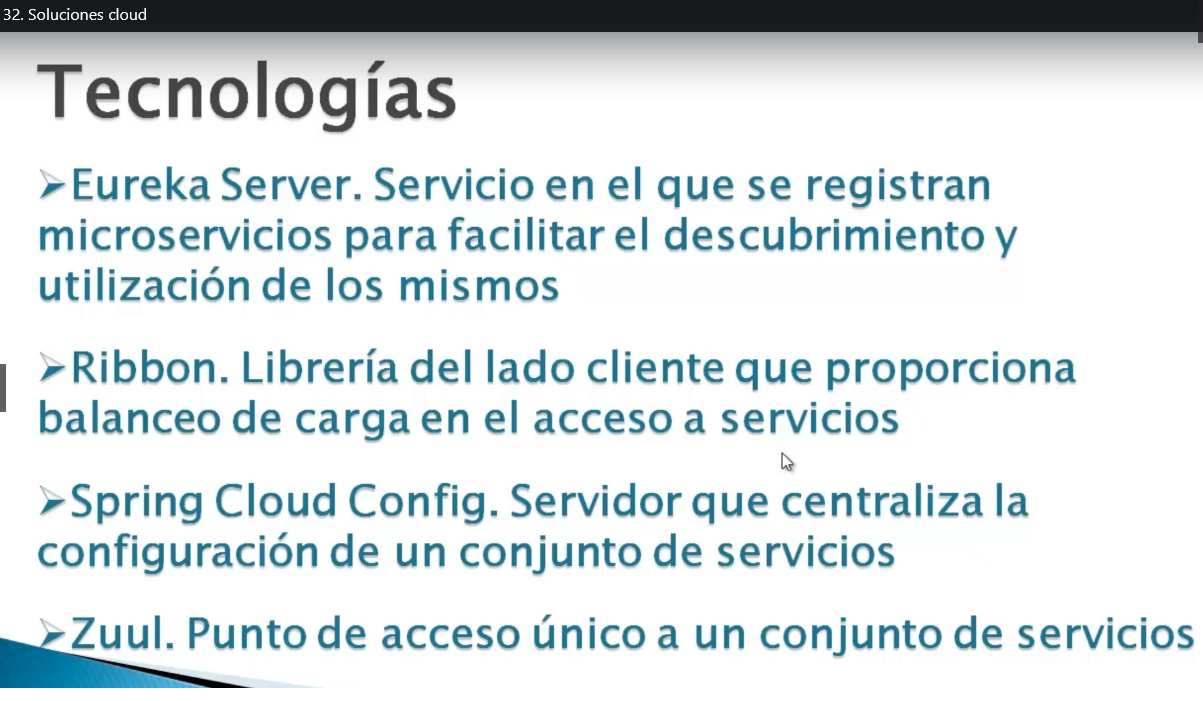 32. Soluciones cloud
Tecnologías
➢Eureka Server. Servicio en el que se registran
microservicios para facilitar el descubrimiento y
utilización de los mismos
➢Ribbon. Librería del lado cliente que proporciona
balanceo de carga en el acceso a servicios
➢Spring Cloud Config. Servidor que centraliza la
configuración de un conjunto de servicios
➢Zuul. Punto de acceso único a un conjunto de servicios